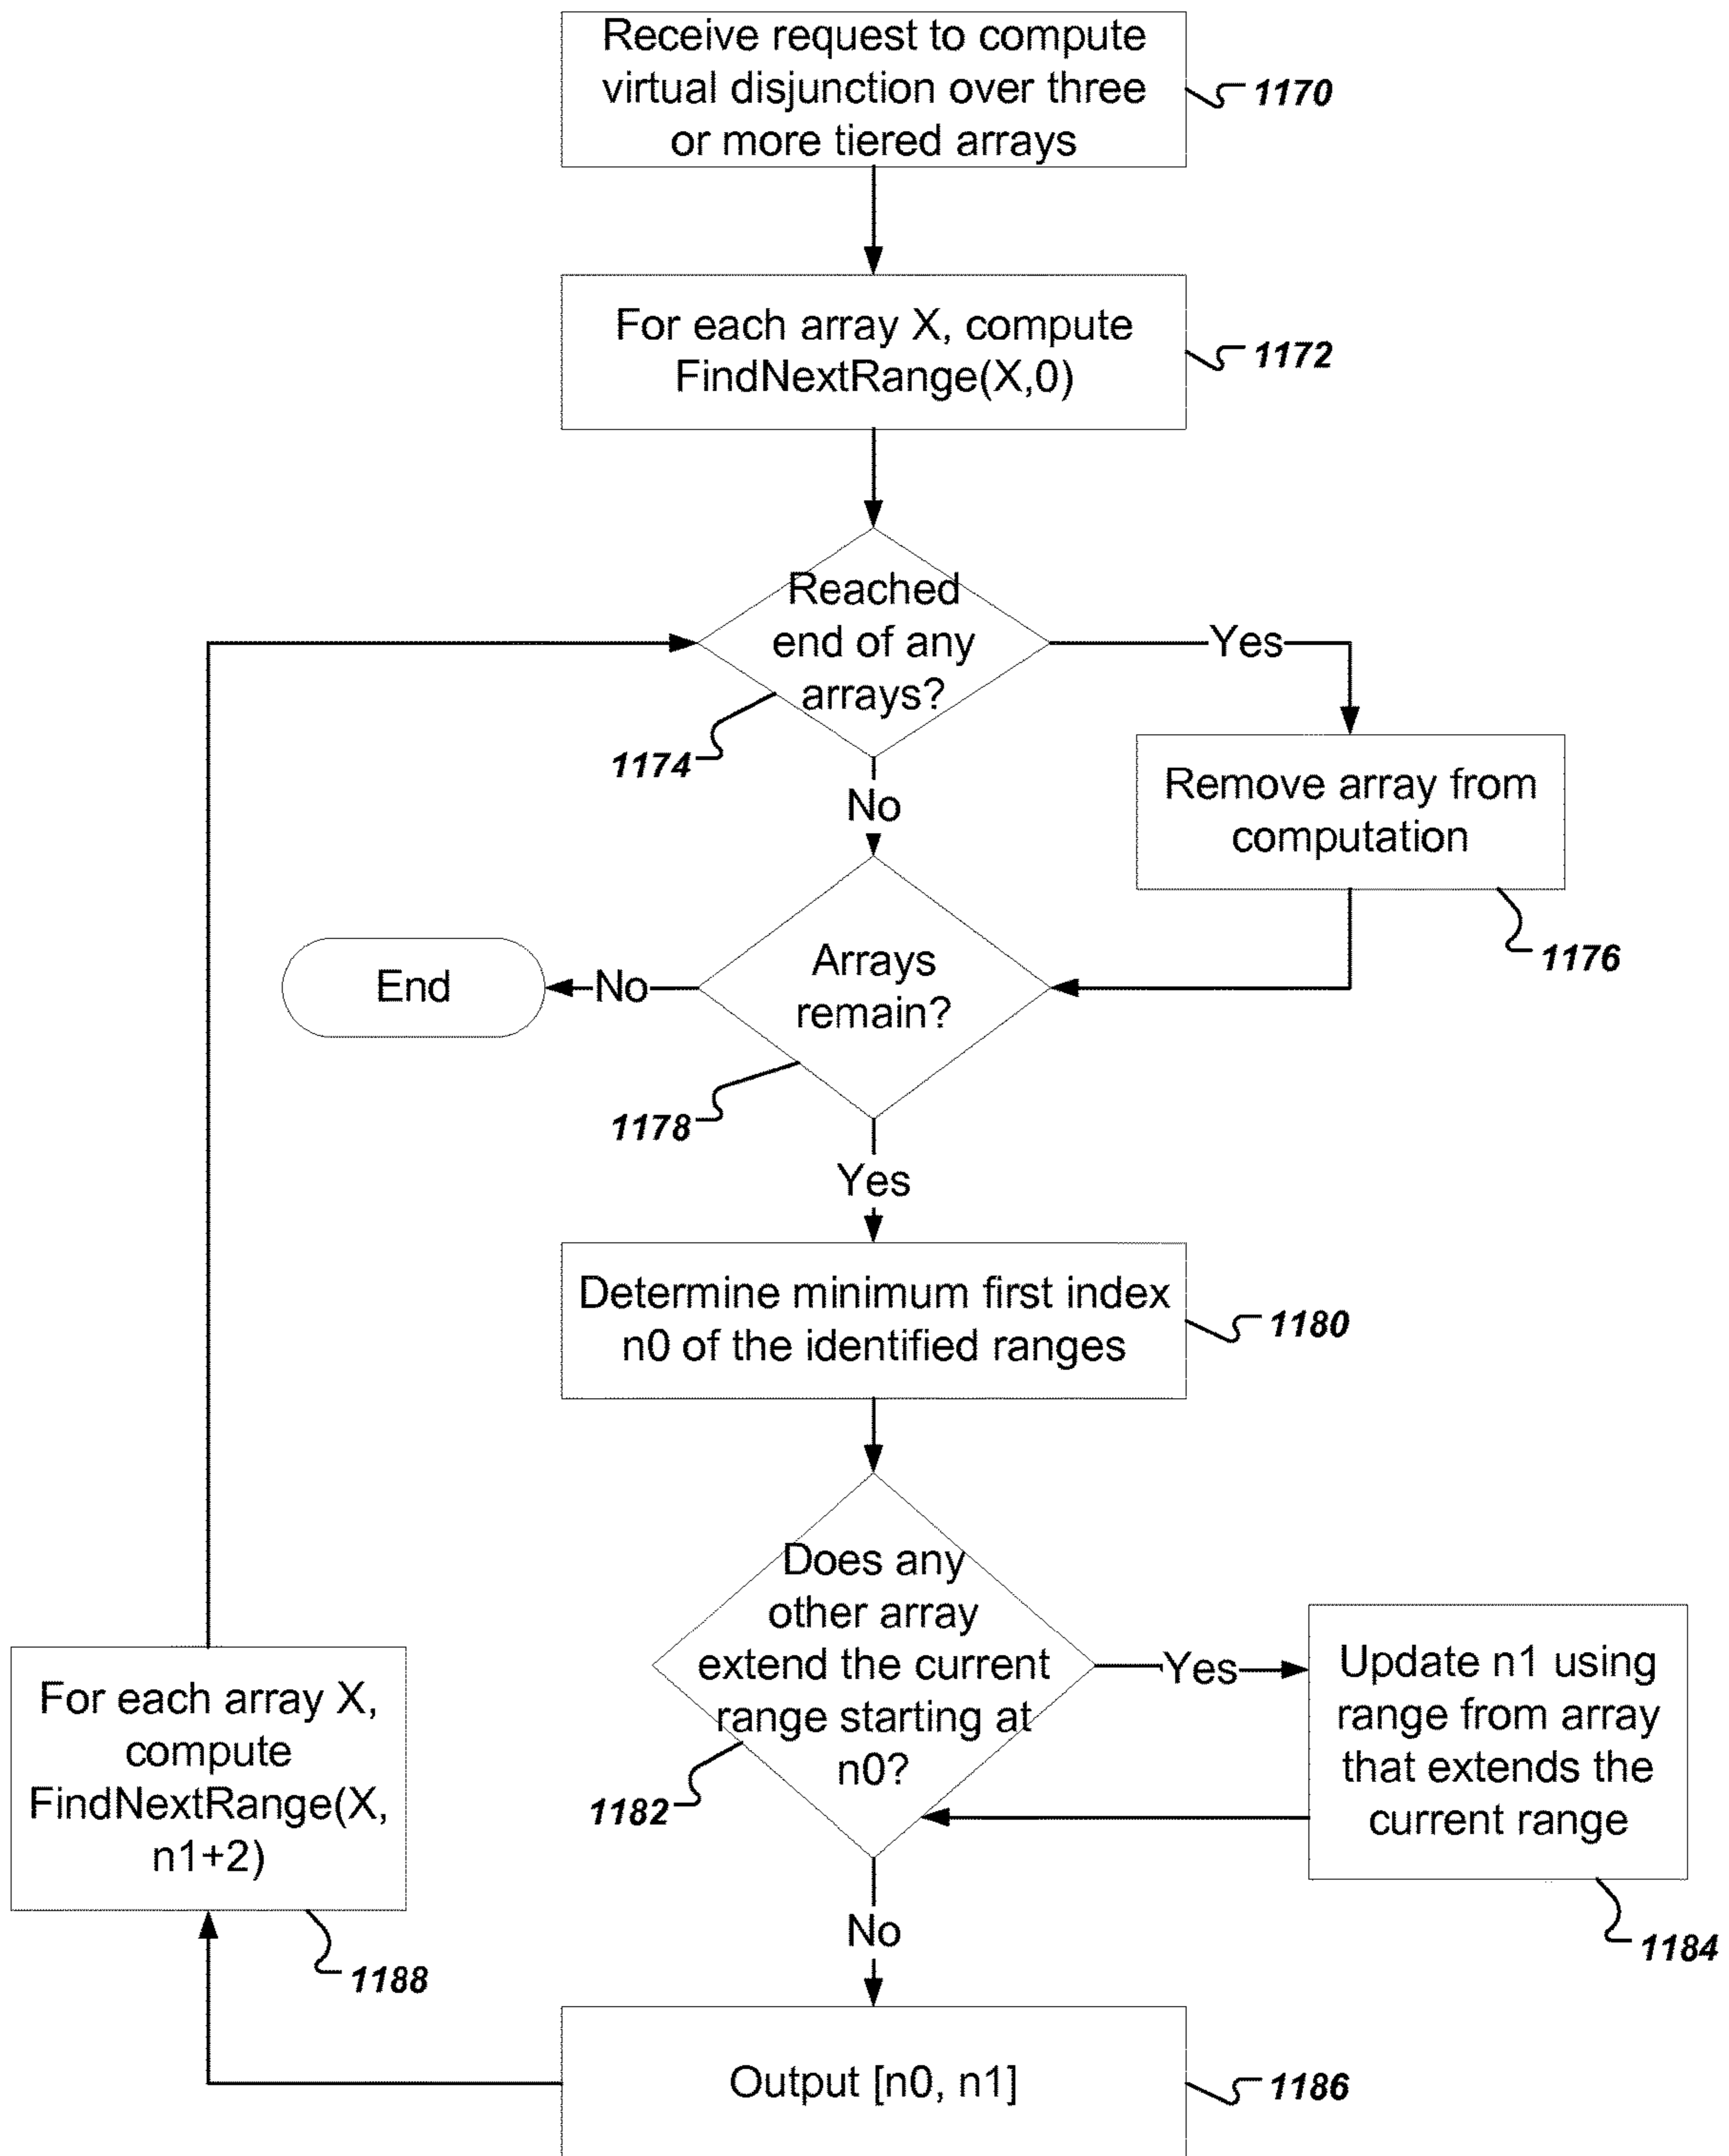 Receive request to compute
virtual disjunction over three
or more tiered arrays
1170
For each array X, compute
FindNextRange(X,0)
1172
Reached
end of any
arrays?
1174
Yes
No
Remove array from
computation
1176
Arrays
remain?
1178
No
End
Yes
Determine minimum first index
n0 of the identified ranges
1180
Does any
other array
extend the current
range starting at
n0?
1182
Yes
Update n1 using
range from array
that extends the
current range
1184
No
Output [n0, n1]
1186
For each array X,
compute
FindNextRange(X,
n1+2)
1188